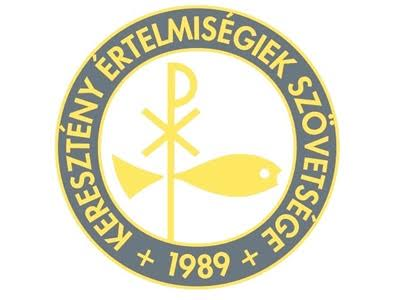 KERESZTÉNY ÉRTELMISÉGIEK SZÖVETSÉGE
+ 1989 +